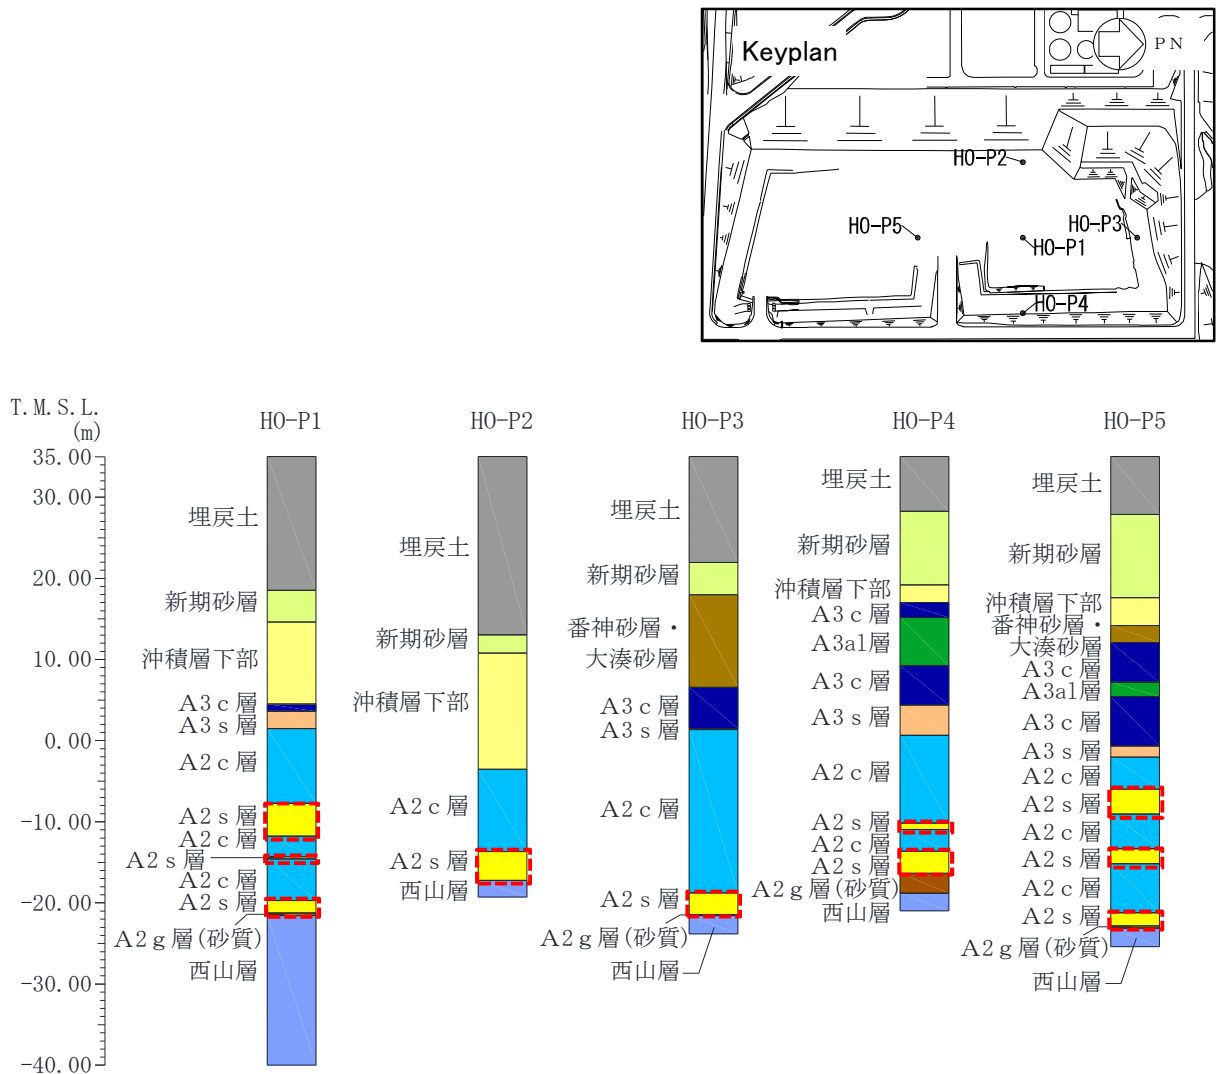 Keyplan
PN
HO-P2
HO-P5
HO-P3
HO-P1
HO-P4
T.M.S.L.
(m)
35.00
30.00
20.00
10.00
0.00
-10.00
-20.00
-30.00
-40.00
HO-P1
埋戻土
新期砂層
沖積層下部
A3c層
A3s層
A2c層
A2s層
A2c層
A2s層
A2c層
A2s層
A2g層(砂質)
西山層
HO-P2
埋戻土
新期砂層
沖積層下部
A2c層
A2s層
西山層
HO-P3
埋戻土
新期砂層
番神砂層・
大湊砂層
A3c層
A3s層
A2c層
A2s層
A2g層(砂質)
西山層
HO-P4
埋戻土
新期砂層
沖積層下部
A3c層
A3al層
A3c層
A3s層
A2c層
A2s層
A2c層
A2s層
A2g層(砂質)
西山層
HO-P5
埋戻土
新期砂層
沖積層下部
番神砂層・
大湊砂層
A3c層
A3al層
A3c層
A3s層
A2c層
A2s層
A2c層
A2s層
A2c層
A2s層
A2g層(砂質)
西山層